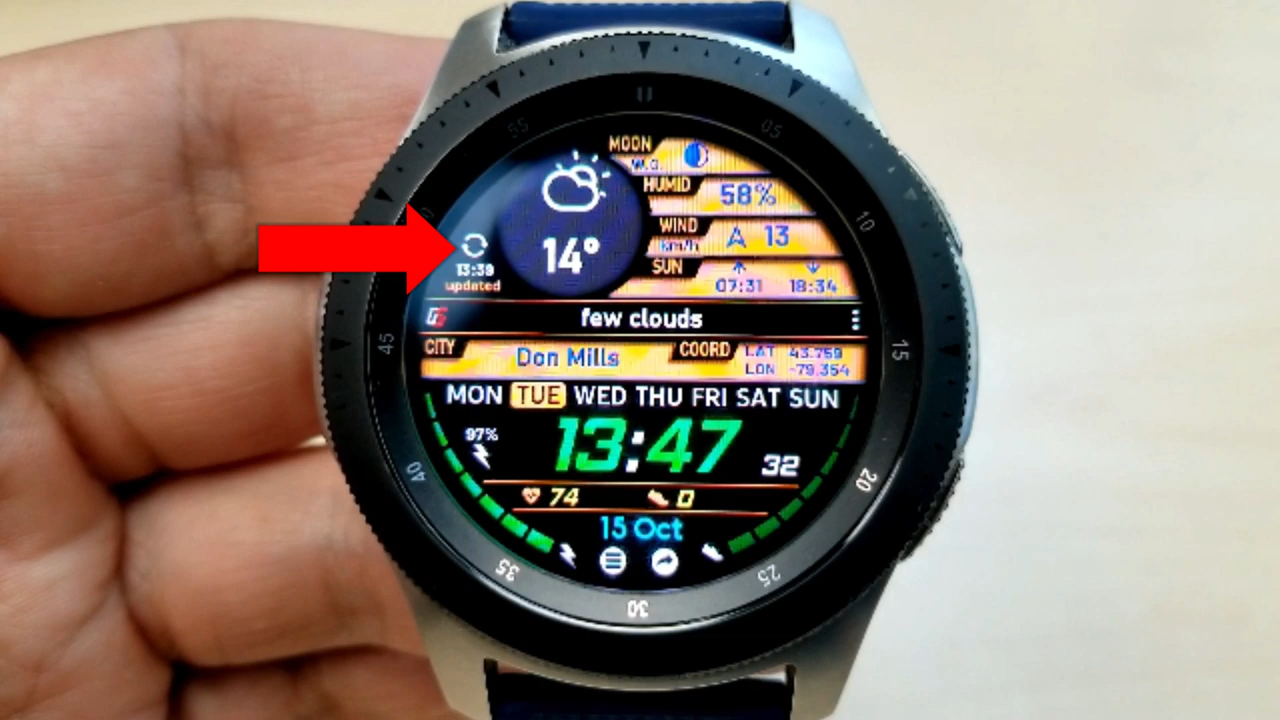 55
05
10
15
20
25
30
35
40
45
MOON
W.G.
HUMID
58%
WIND
km/h
13
SUN
07:31 18:34
14°
13:39
updated
few clouds
CITY
Don Mills
COORD
LAT 43.759
LON -79.354
MON TUE WED THU FRI SAT SUN
97%
13:47
32
74
0
15 Oct